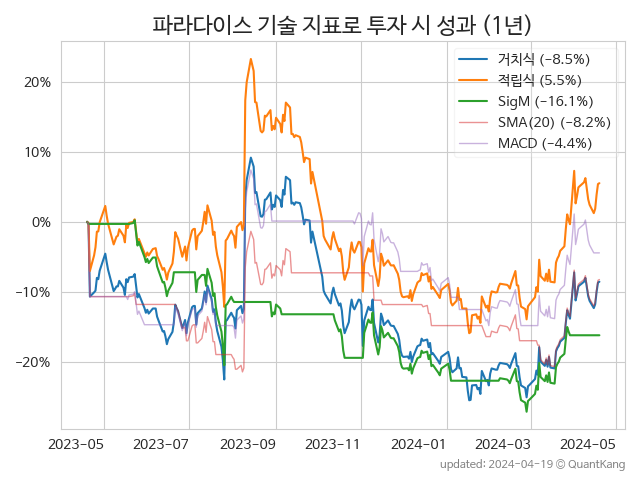 파라다이스 기술 지표로 투자 시 성과 (1년)
거치식 (−8.5%)
적립식 (5.5%)
SigM (−16.1%)
SMA(20) (−8.2%)
MACD (−4.4%)
20%
10%
0%
−10%
−20%
2023-05 2023-07 2023-09 2023-11 2024-01 2024-03 2024-05
updated: 2024-04-19 © QuantKang